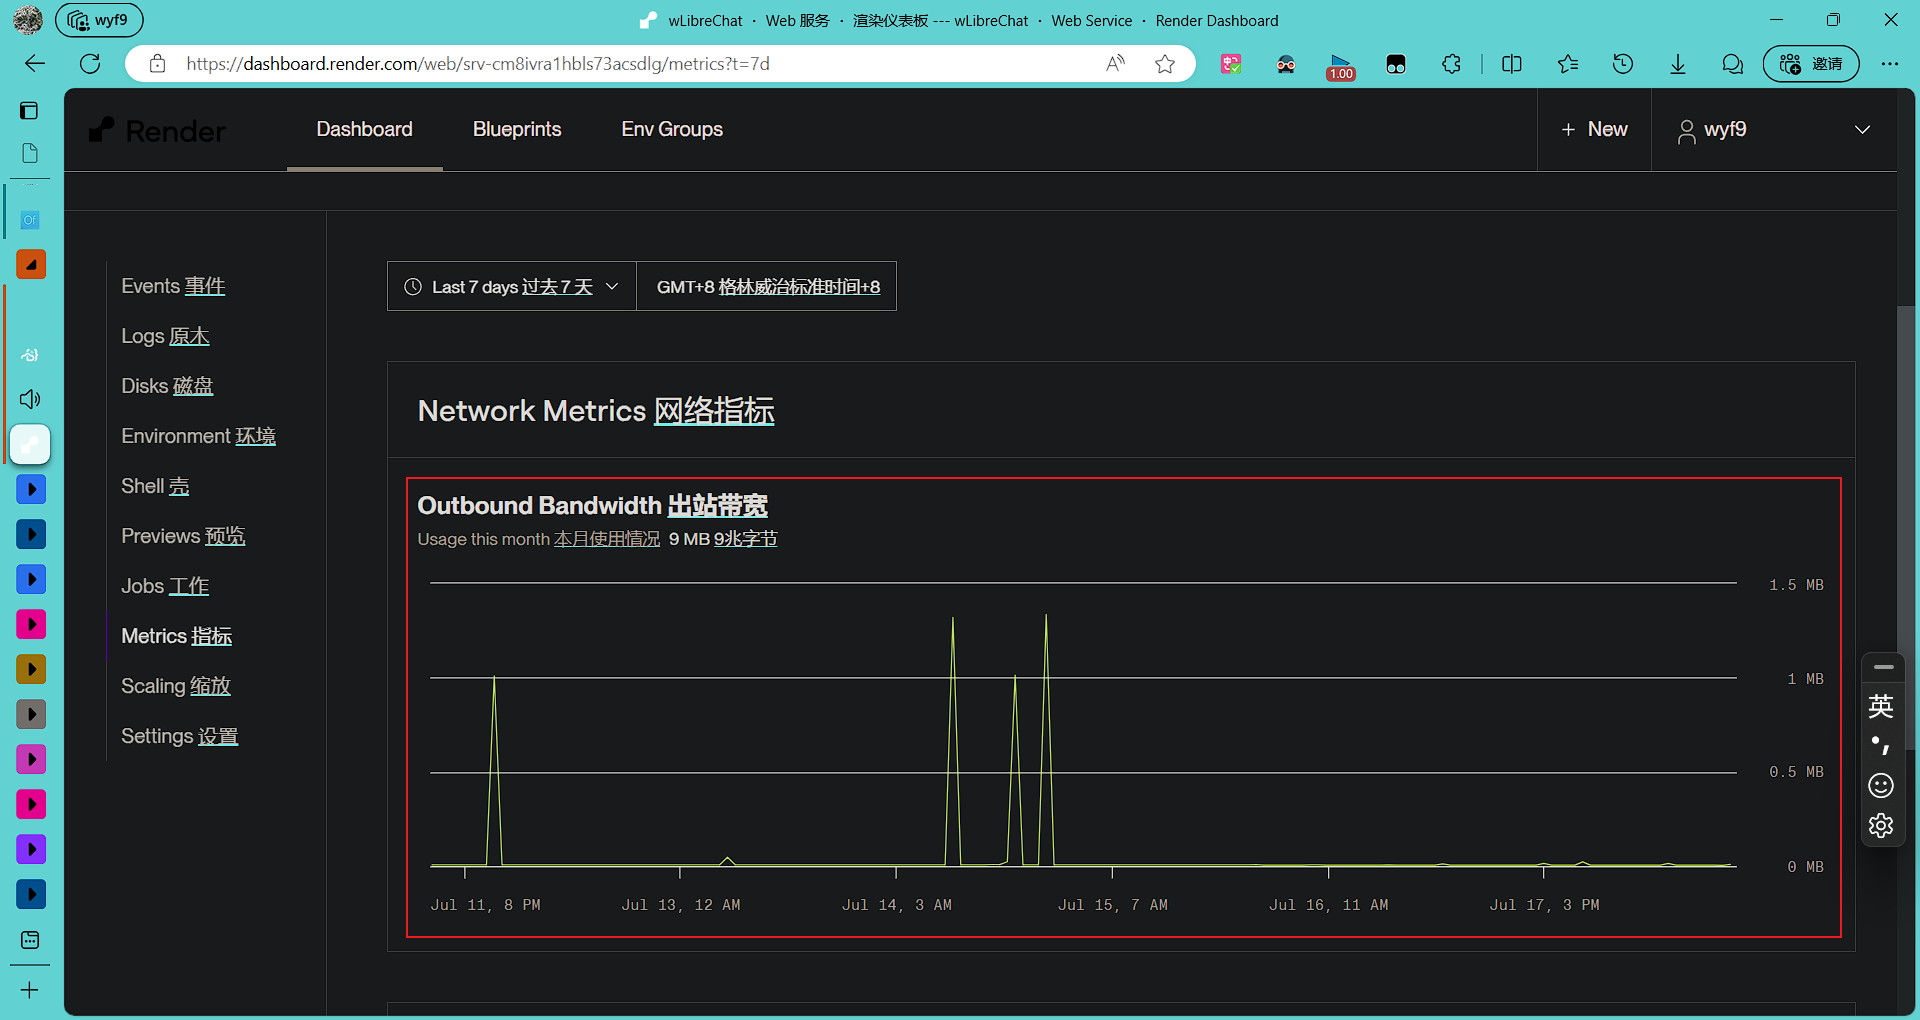 wyf9
wLibreChat · Web 服务 · 渲染仪表板 --- wLibreChat · Web Service · Render Dashboard
https://dashboard.render.com/web/srv-cm8ivra1hbls73acsdlg/metrics?t=7d
1.00
邀请
Render
Dashboard
Blueprints
Env Groups
+ New
wyf9
Of
Events 事件
Logs 原木
Disks 磁盘
Environment 环境
Shell 壳
Previews 预览
Jobs 工作
Metrics 指标
Scaling 缩放
Settings 设置
Last 7 days 过去 7 天
GMT+8 格林威治标准时间+8
Network Metrics 网络指标
Outbound Bandwidth 出站带宽
Usage this month 本月使用情况 9 MB 9兆字节
1.5 MB
1 MB
0.5 MB
0 MB
Jul 11, 8 PM
Jul 13, 12 AM
Jul 14, 3 AM
Jul 15, 7 AM
Jul 16, 11 AM
Jul 17, 3 PM
英